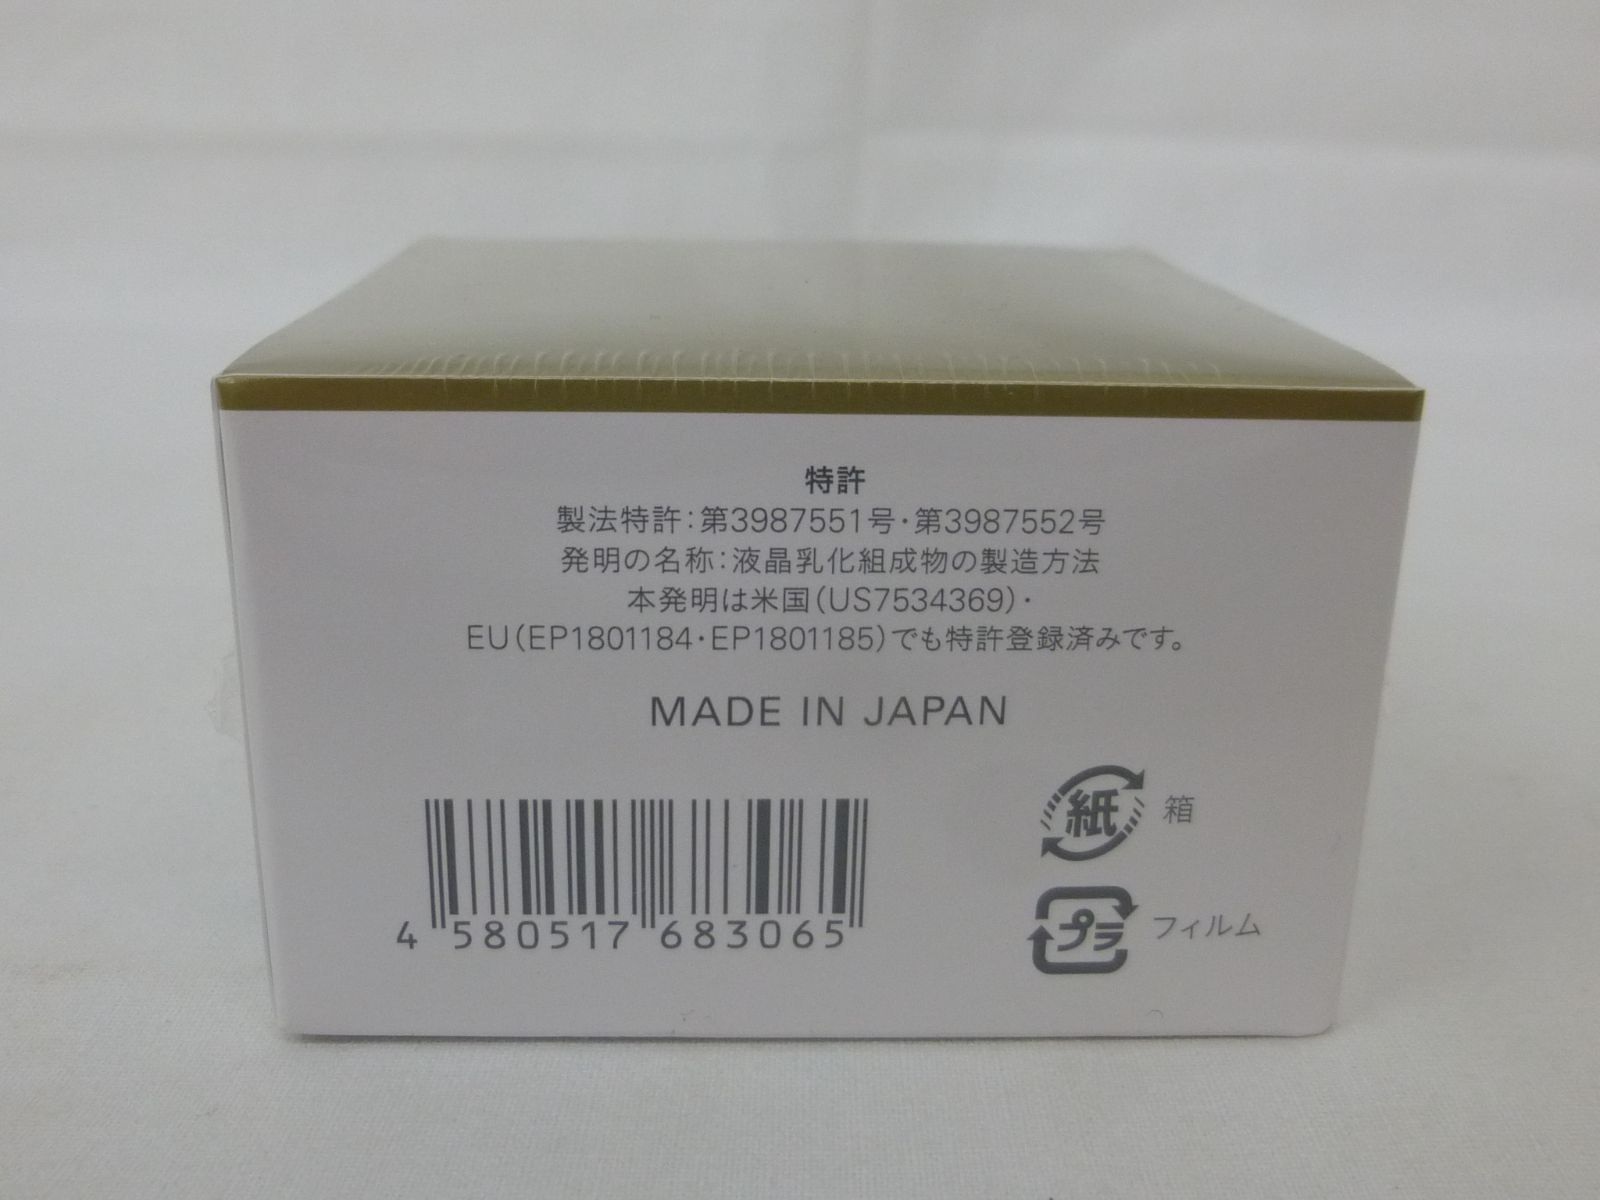 特許
製法特許：第3987551号・第3987552号
発明の名称：液晶乳化組成物の製造方法
本発明は米国（US7534369）・
EU（EP1801184・EP1801185）でも特許登録済みです。
MADE IN JAPAN
紙 箱
プラ フィルム
4 580517 683065